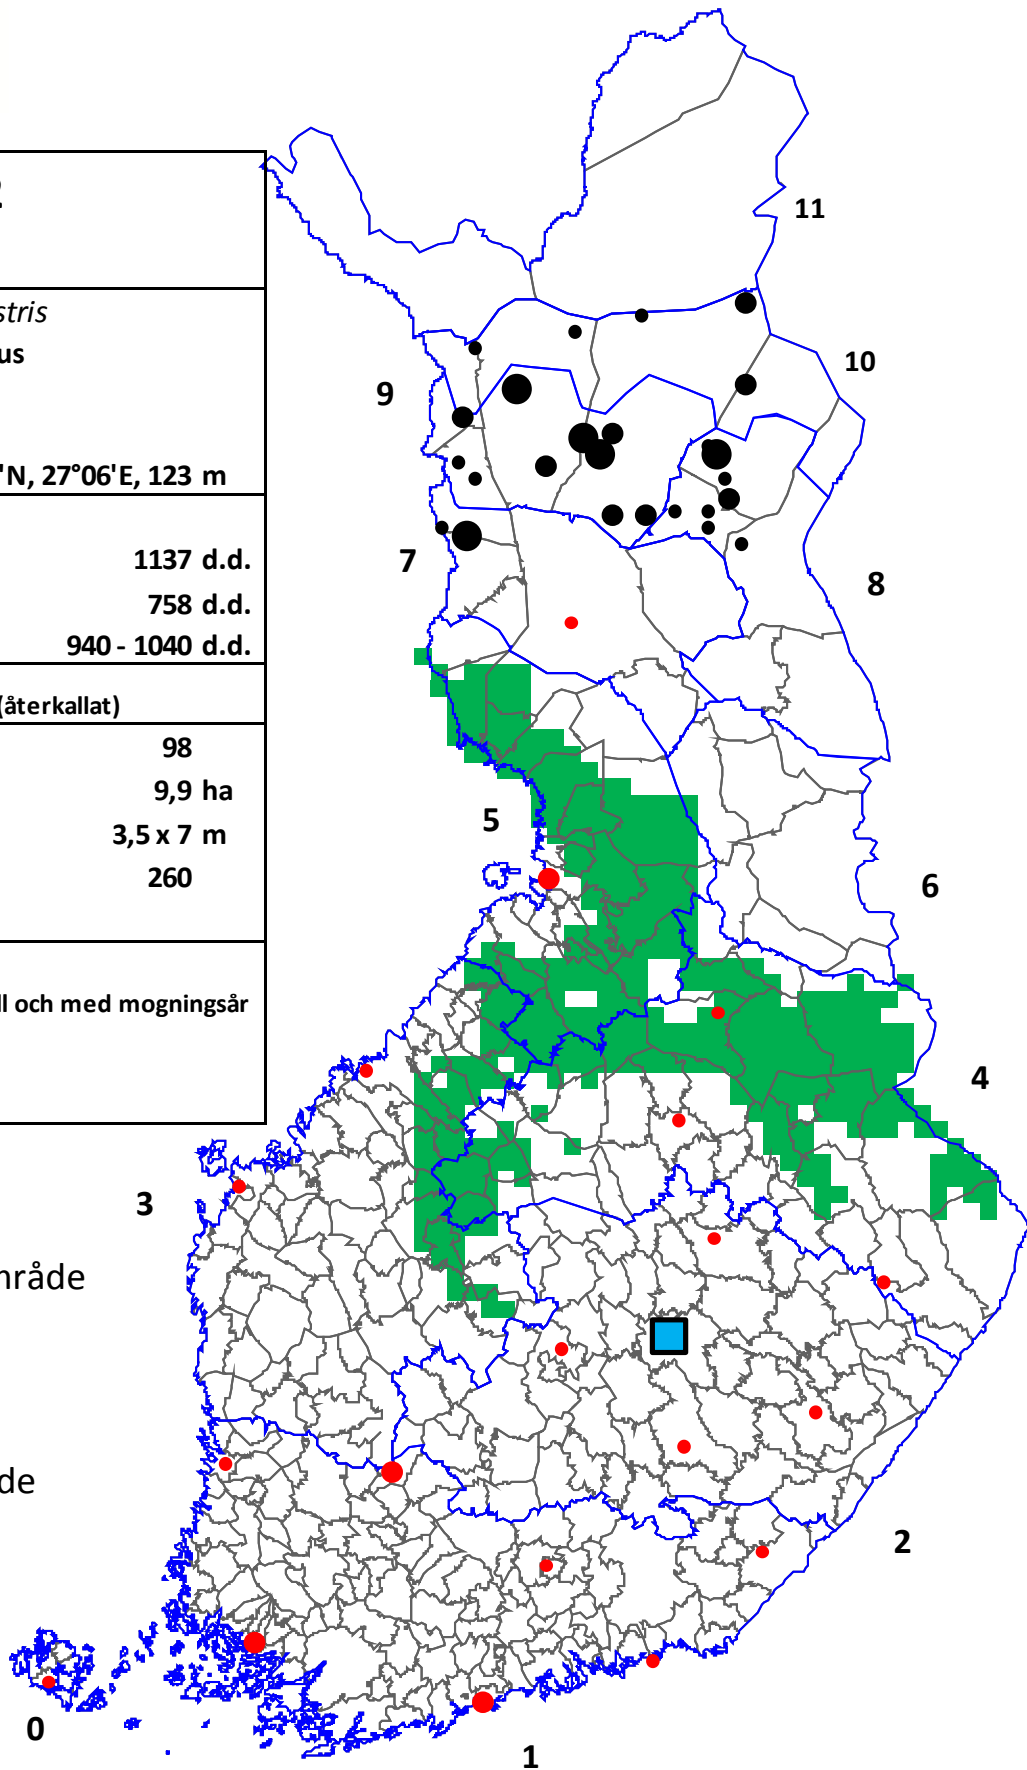 stris
us
'N, 27°06'E, 123 m
1137 d.d.
758 d.d.
940 - 1040 d.d.
(återkallat)
98
9,9 ha
3,5 x 7 m
260
ll och med mogningsår
nråde
de
11
10
9
8
7
6
5
4
3
2
1
0